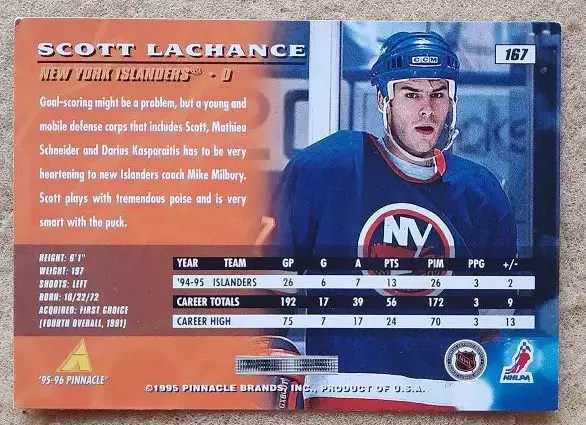 SCOTT LACHANCE
167
NEW YORK ISLANDERS® • D
CCM
Goal-scoring might be a problem, but a young and
mobile defense corps that includes Scott, Mathieu
Schneider and Darius Kasparaitis has to be very
heartening to new Islanders coach Mike Milbury.
Scott plays with tremendous poise and is very
smart with the puck.
NY
HEIGHT: 6'1"
WEIGHT: 197
SHOOTS: LEFT
BORN: 10/22/72
ACQUIRED: FIRST CHOICE
(FOURTH OVERALL, 1991)
YEAR TEAM GP G A PTS PIM PPG +/-
'94-95 ISLANDERS 26 6 7 13 26 3 2
CAREER TOTALS 192 17 39 56 172 3 9
CAREER HIGH 75 7 17 24 70 3 13
'95-96 PINNACLE
NHL
NHLPA
©1995 PINNACLE BRANDS, INC., PRODUCT OF U.S.A.